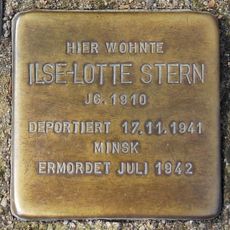 HIER WOHNTE
ILSE-LOTTE STERN
JG. 1910
DEPORTIERT 17.11.1941
MINSK
ERMORDET JULI 1942